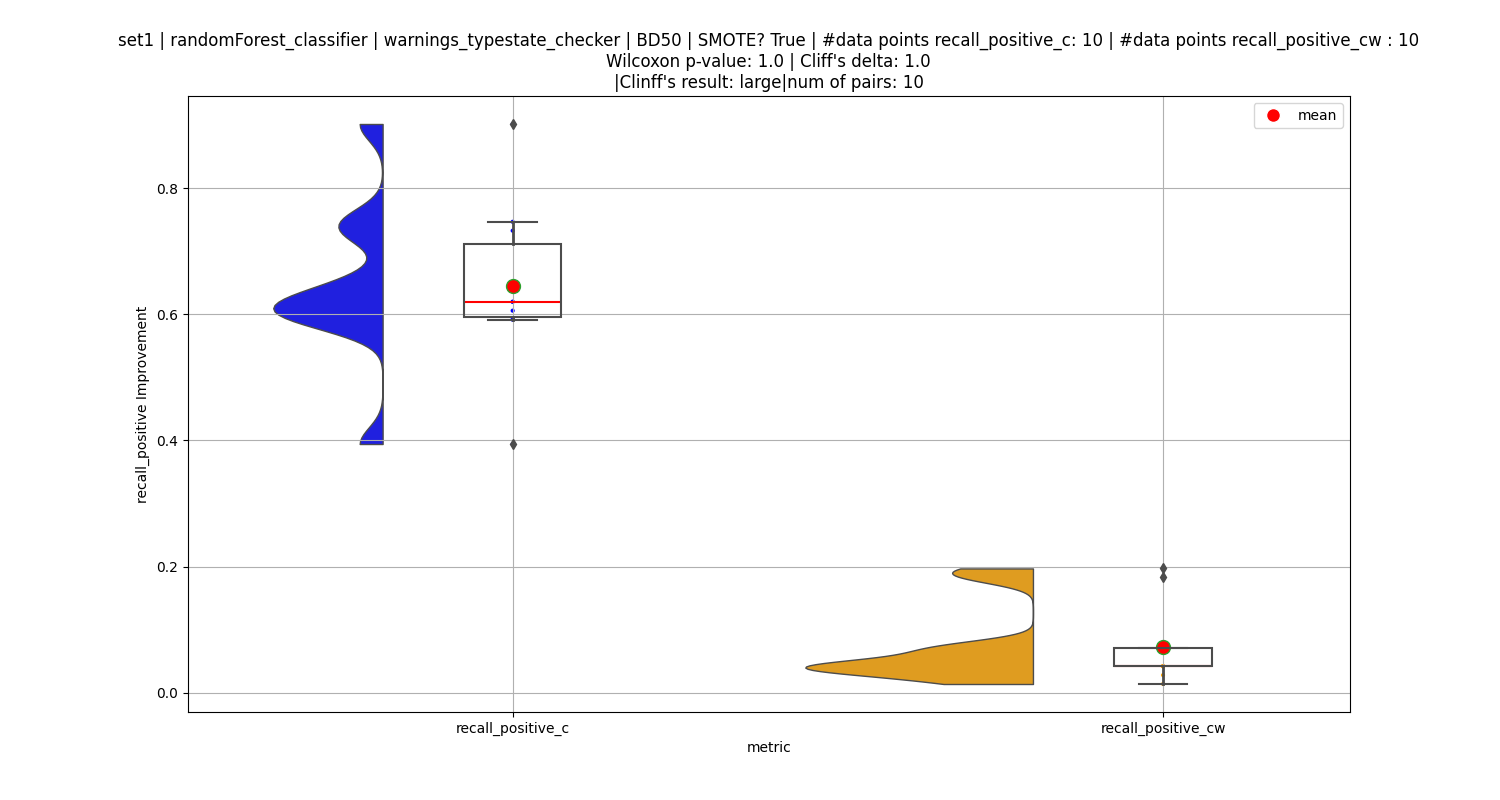 set1 | randomForest_classifier | warnings_typestate_checker | BD50 | SMOTE? True | #data points recall_positive_c: 10 | #data points recall_positive_cw : 10
Wilcoxon p-value: 1.0 | Cliff's delta: 1.0
|Clinff's result: large|num of pairs: 10
mean
0.8
0.6
0.4
0.2
0.0
recall_positive Improvement
recall_positive_c
recall_positive_cw
metric